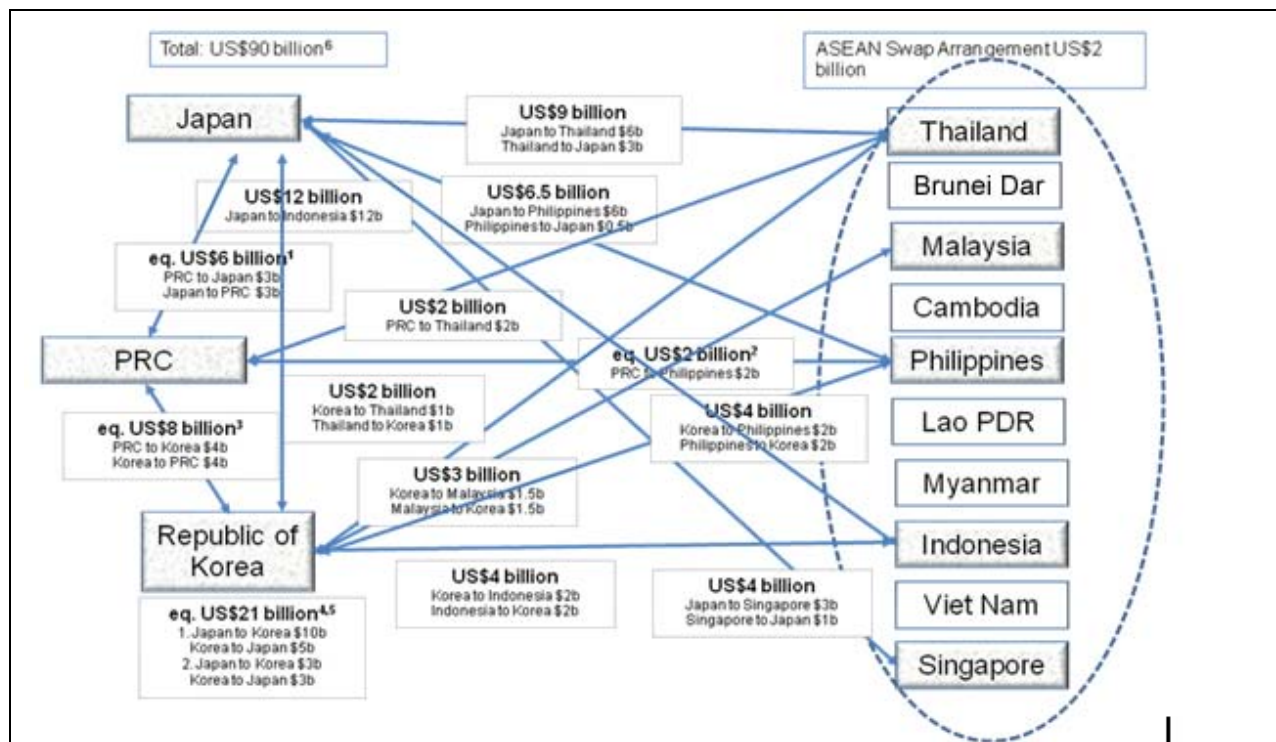 Total: US$90 billion⁶
ASEAN Swap Arrangement US$2
billion
Japan
US$9 billion
Japan to Thailand $6b
Thailand to Japan $3b
Thailand
Brunei Dar
US$12 billion
Japan to Indonesia $12b
US$6.5 billion
Japan to Philippines $6b
Philippines to Japan $0.5b
Malaysia
eq. US$6 billion¹
PRC to Japan $3b
Japan to PRC $3b
US$2 billion
PRC to Thailand $2b
Cambodia
PRC
eq. US$2 billion²
PRC to Philippines $2b
Philippines
US$2 billion
Korea to Thailand $1b
Thailand to Korea $1b
US$4 billion
Korea to Philippines $2b
Philippines to Korea $2b
Lao PDR
eq. US$8 billion³
PRC to Korea $4b
Korea to PRC $4b
US$3 billion
Korea to Malaysia $1.5b
Malaysia to Korea $1.5b
Myanmar
Republic of
Korea
Indonesia
US$4 billion
Korea to Indonesia $2b
Indonesia to Korea $2b
US$4 billion
Japan to Singapore $3b
Singapore to Japan $1b
Viet Nam
eq. US$21 billion⁴,⁵
1. Japan to Korea $10b
Korea to Japan $5b
2. Japan to Korea $3b
Korea to Japan $3b
Singapore